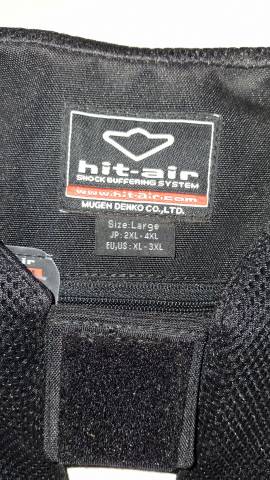 hit-air
SHOCK BUFFERING SYSTEM
www.hit-air.com
MUGEN DENKO CO.,LTD.
Size:Large
JP: 2XL-4XL
EU,US: XL-3XL
-air